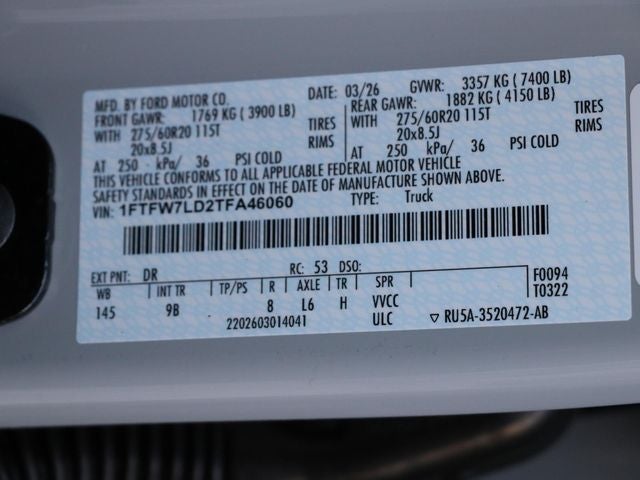 MFD. BY FORD MOTOR CO. DATE: 03/26 GVWR: 3357 KG ( 7400 LB)
FRONT GAWR: 1769 KG ( 3900 LB) REAR GAWR: 1882 KG ( 4150 LB)
WITH 275/60R20 115T TIRES WITH 275/60R20 115T TIRES
20x8.5J RIMS 20x8.5J RIMS
AT 250 kPa/ 36 PSI COLD AT 250 kPa/ 36 PSI COLD
THIS VEHICLE CONFORMS TO ALL APPLICABLE FEDERAL MOTOR VEHICLE
SAFETY STANDARDS IN EFFECT ON THE DATE OF MANUFACTURE SHOWN ABOVE.
VIN: 1FTFW7LD2TFA46060 TYPE: Truck
EXT PNT: DR RC: 53 DSO: F0094
WB INT TR TP/PS R AXLE TR SPR T0322
145 9B 8 L6 H VVCC
2202603014041 ULC ▽ RU5A-3520472-AB